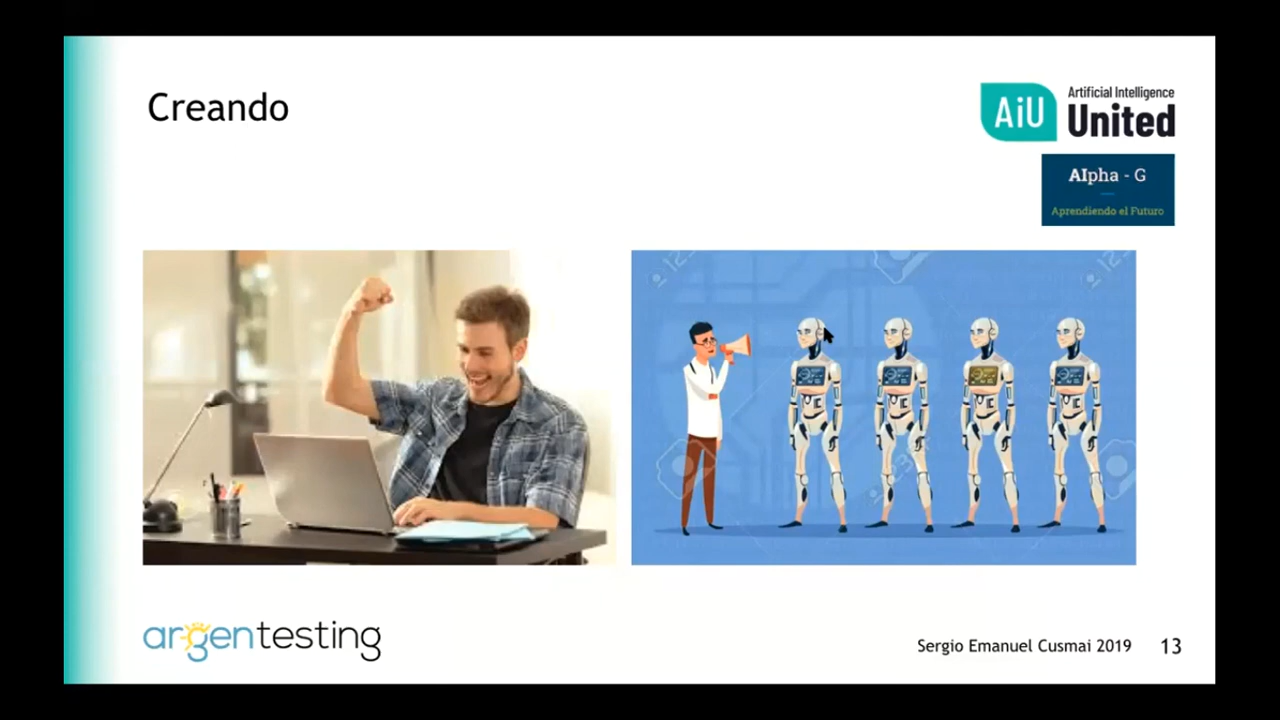 Creando
AiU
Artificial Intelligence
United
AIpha - G
Aprendiendo el Futuro
argentesting
Sergio Emanuel Cusmai 2019
13